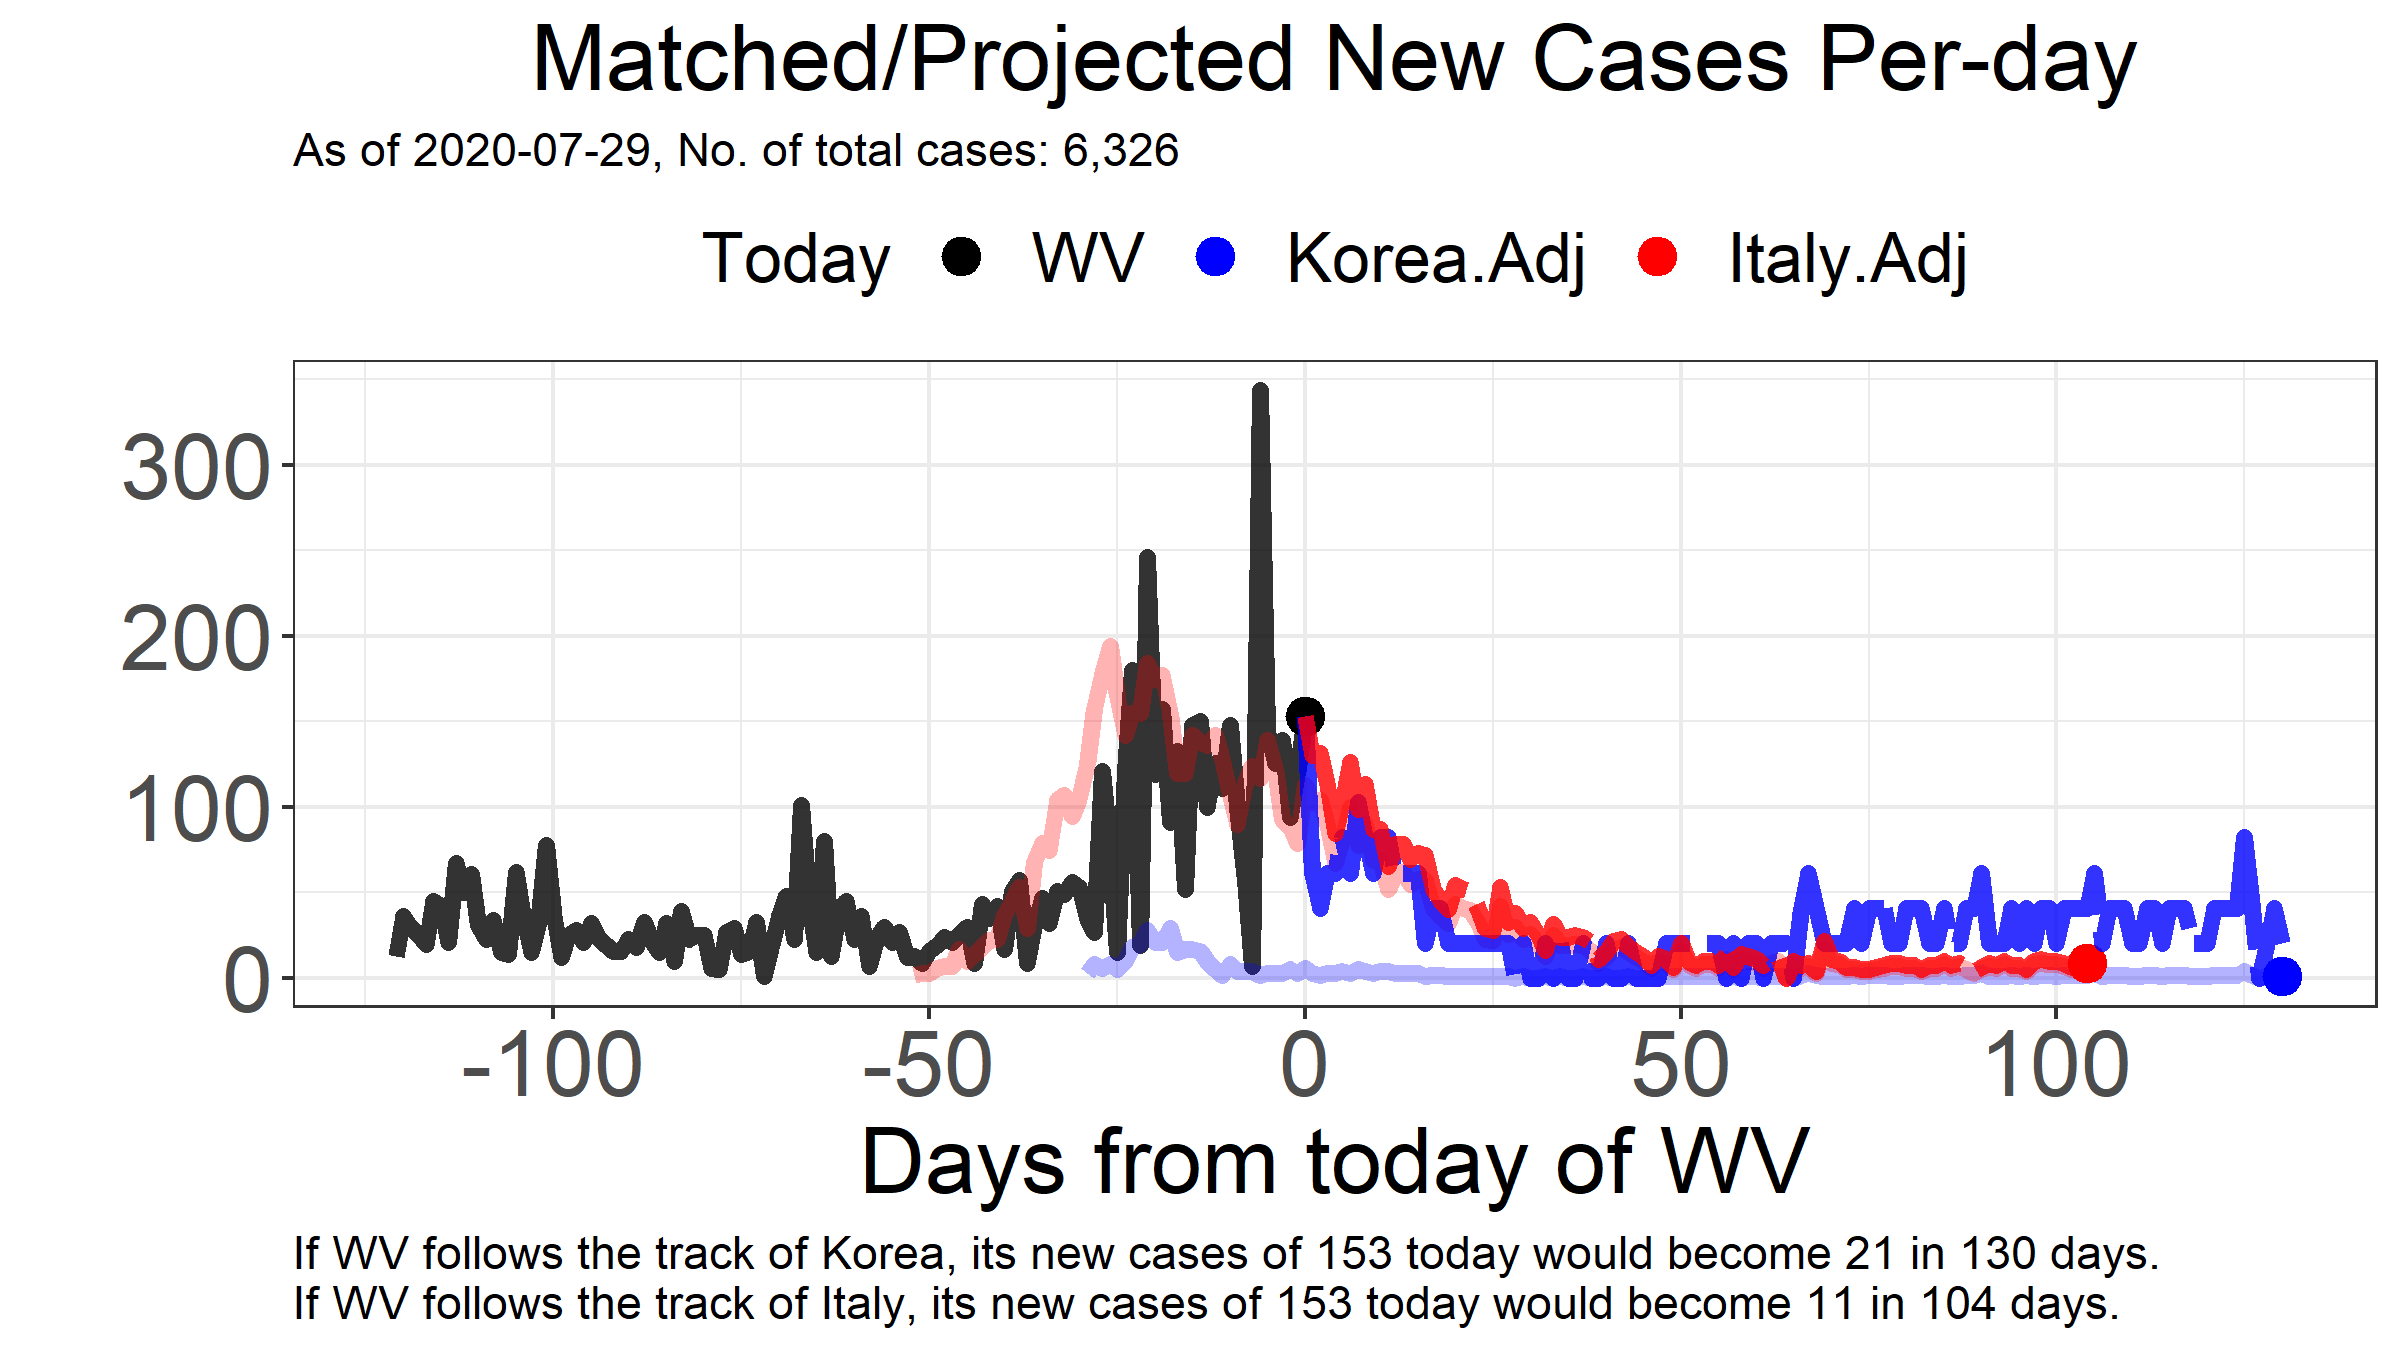 Matched/Projected New Cases Per-day
As of 2020-07-29, No. of total cases: 6,326
Today WV Korea.Adj Italy.Adj
300
200
100
0
-100 -50 0 50 100
Days from today of WV
If WV follows the track of Korea, its new cases of 153 today would become 21 in 130 days.
If WV follows the track of Italy, its new cases of 153 today would become 11 in 104 days.